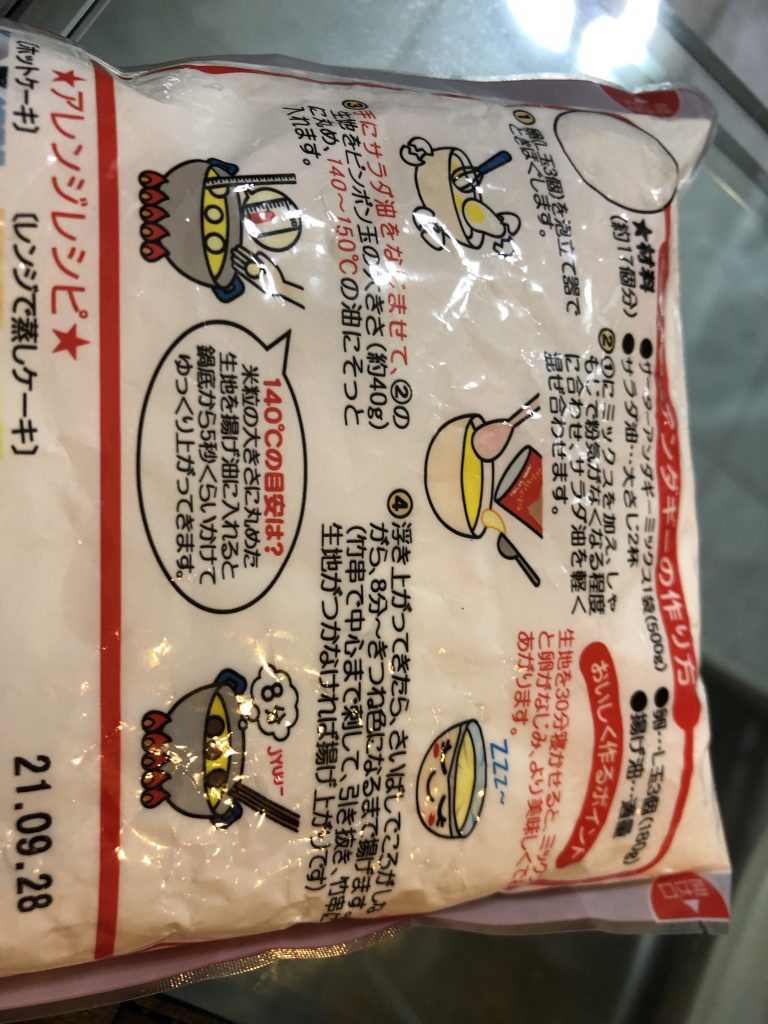 アンダギーの作り方
★材料
(約17個分)
●サーターアンダギーミックス1袋(500g)
●サラダ油…大さじ2杯
●卵…L玉3個(180g)
●揚げ油…適量
① 卵L玉3個を泡立て器で
ときほぐします。
②①にミックスを加え、しゃ
もじで粉気がなくなる程度
に合わせ、サラダ油を軽く
混ぜ合わせます。
おいしく作るポイント
生地を30分寝かせると、ミック
と卵がなじみ、より美味しくで
あがります。
ZZZ~
③手にサラダ油をなじませて、②の
生地をピンポン玉の大きさ(約40g)
に丸め、140~150℃の油にそっと
入れます。
140℃の目安は?
米粒の大きさに丸めた
生地を揚げ油に入れると
鍋底から5秒くらいかけて
ゆっくり上がってきます。
④浮き上がってきたら、さいばしでころがしな
がら、8分~きつね色になるまで揚げます。
(竹串で中心まで刺して、引き抜き、竹串に
生地がつかなければ揚げ上がりです)
8分
JYUJー
★アレンジレシピ★
〔ホットケーキ〕
〔レンジで蒸しケーキ〕
21.09.28